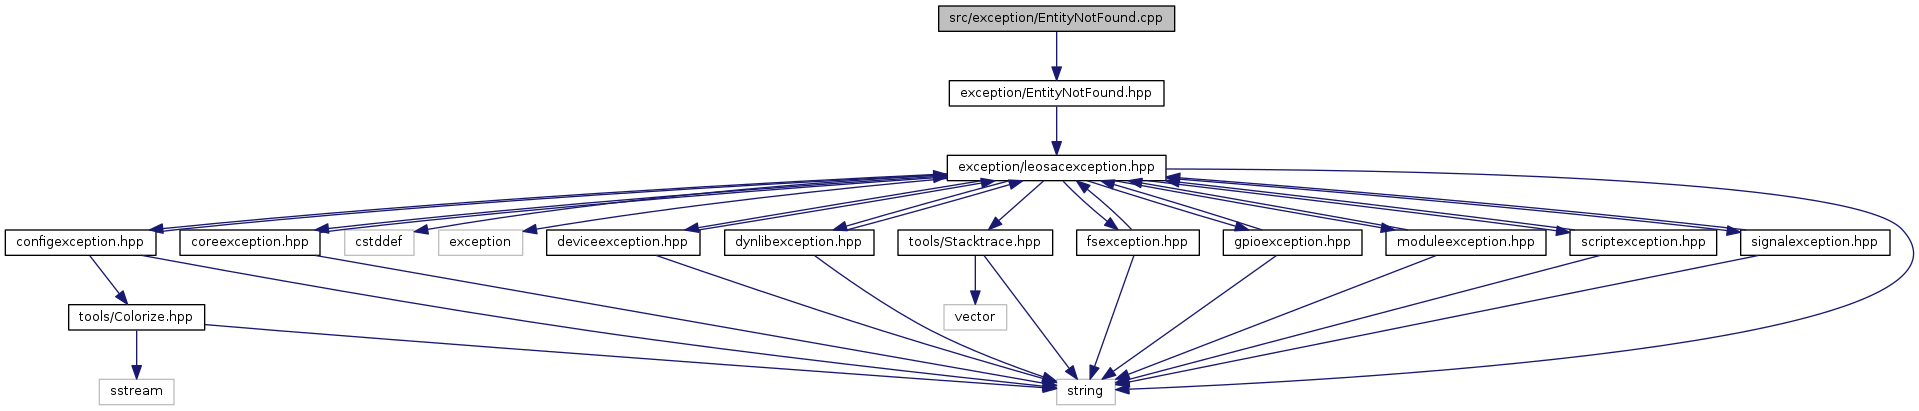 src/exception/EntityNotFound.cpp
exception/EntityNotFound.hpp
exception/leosacexception.hpp
configexception.hpp
coreexception.hpp
cstddef
exception
deviceexception.hpp
dynlibexception.hpp
tools/Stacktrace.hpp
fsexception.hpp
gpioexception.hpp
moduleexception.hpp
scriptexception.hpp
signalexception.hpp
tools/Colorize.hpp
vector
sstream
string